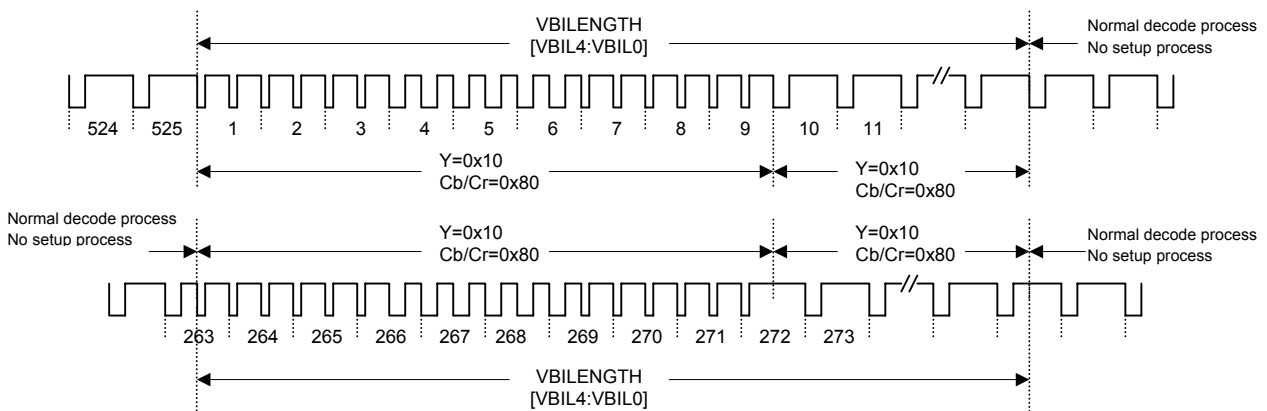 VBILENGTH
[VBIL4:VBIL0]
Normal decode process
No setup process
524 525 1 2 3 4 5 6 7 8 9 10 11
Y=0x10
Cb/Cr=0x80
Y=0x10
Cb/Cr=0x80
Normal decode process
No setup process
Y=0x10
Cb/Cr=0x80
Y=0x10
Cb/Cr=0x80
Normal decode process
No setup process
263 264 265 266 267 268 269 270 271 272 273
VBILENGTH
[VBIL4:VBIL0]